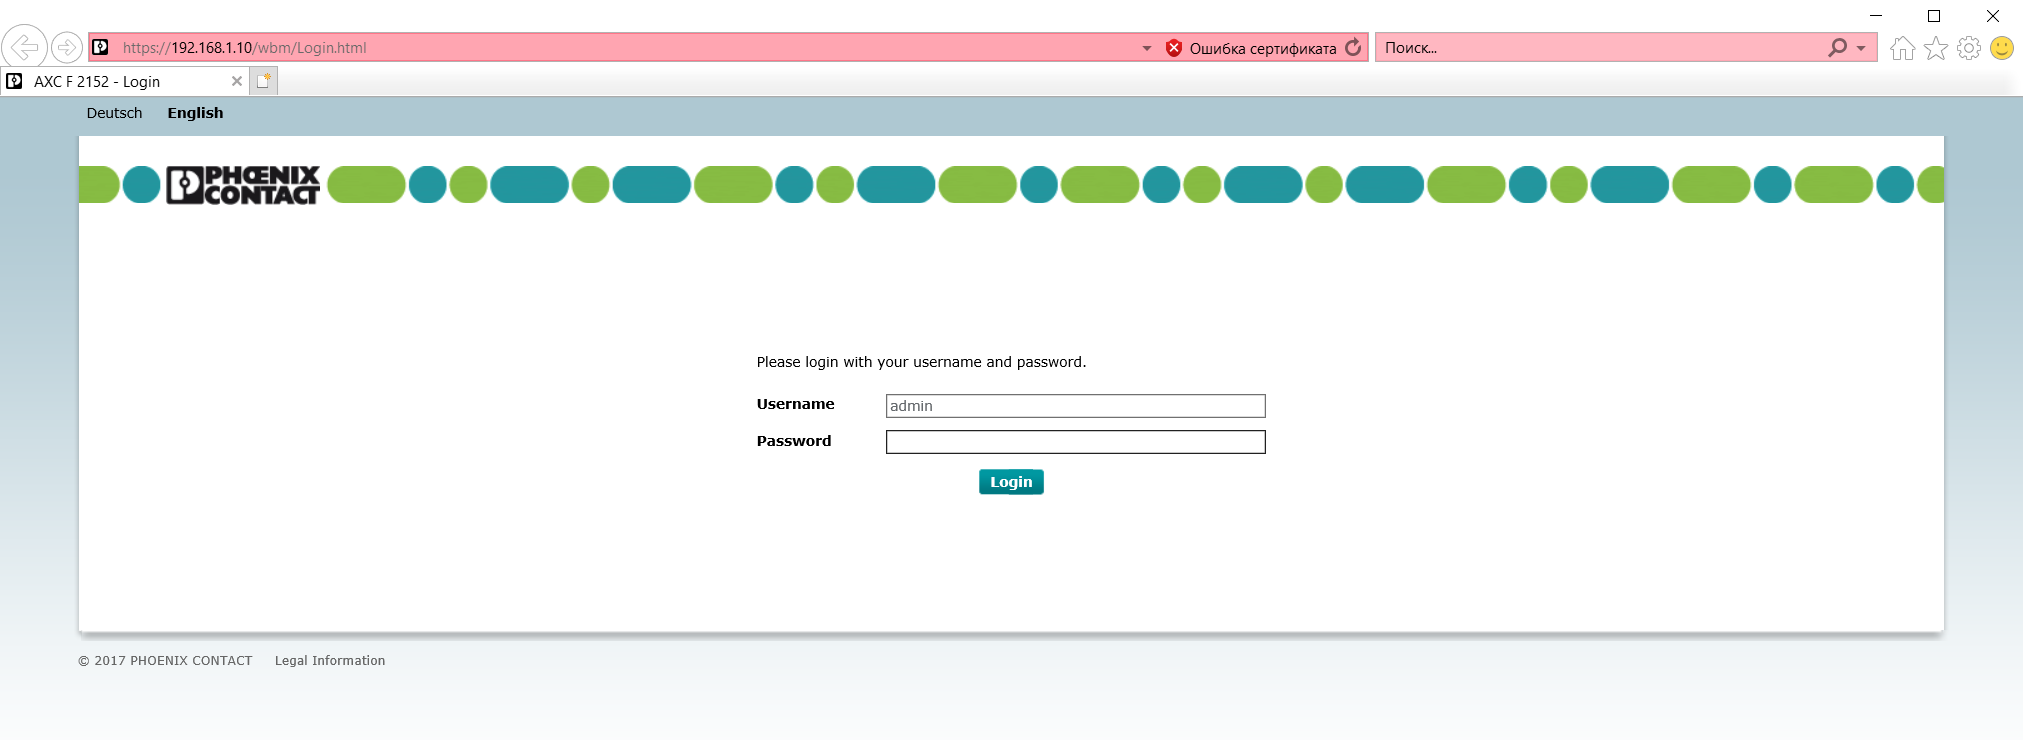 https://192.168.1.10/wbm/Login.html Ошибка сертификата Поиск...
AXC F 2152 - Login
Deutsch English
PHŒNIX
CONTACT
Please login with your username and password.
Username admin
Password
Login
© 2017 PHOENIX CONTACT Legal Information